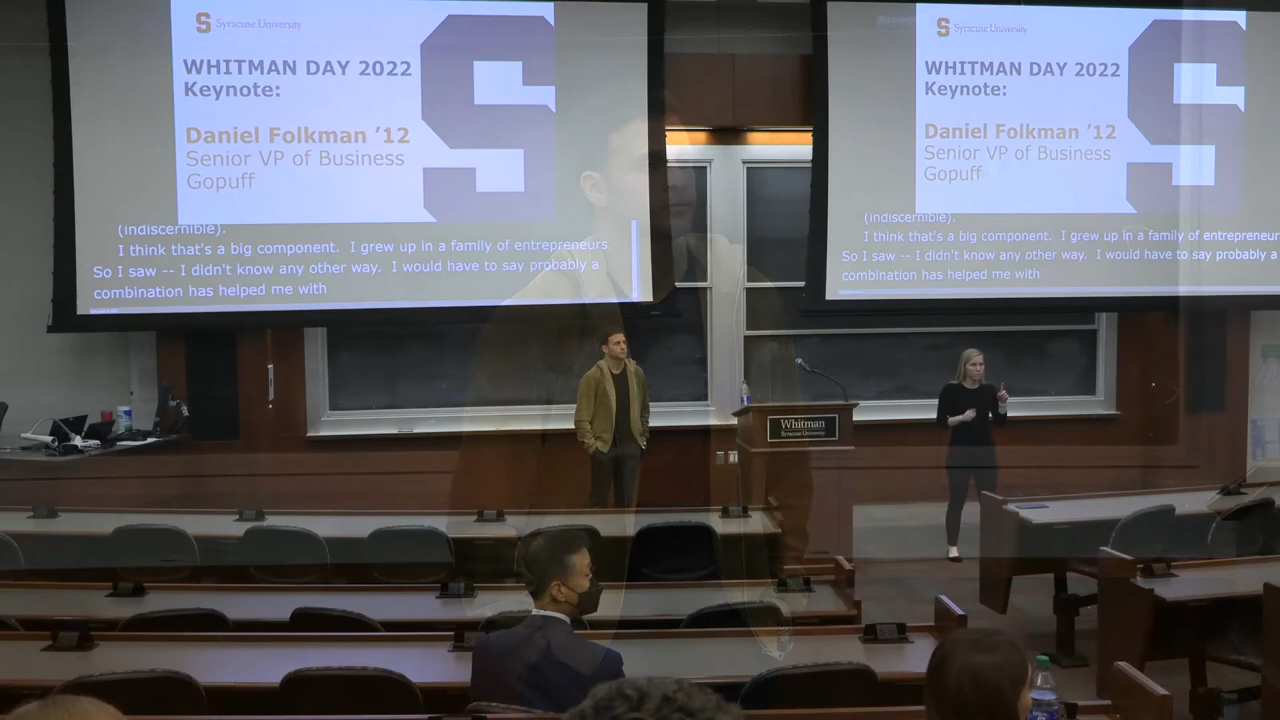 Syracuse University
WHITMAN DAY 2022
Keynote:
Daniel Folkman ’12
Senior VP of Business
Gopuff
(indiscernible).
I think that's a big component. I grew up in a family of entrepreneurs.
So I saw -- I didn't know any other way. I would have to say probably a
combination has helped me with
Syracuse University
WHITMAN DAY 2022
Keynote:
Daniel Folkman ’12
Senior VP of Business
Gopuff
(indiscernible).
I think that's a big component. I grew up in a family of entrepreneur
So I saw -- I didn't know any other way. I would have to say probably a
combination has helped me with
Whitman
Syracuse University